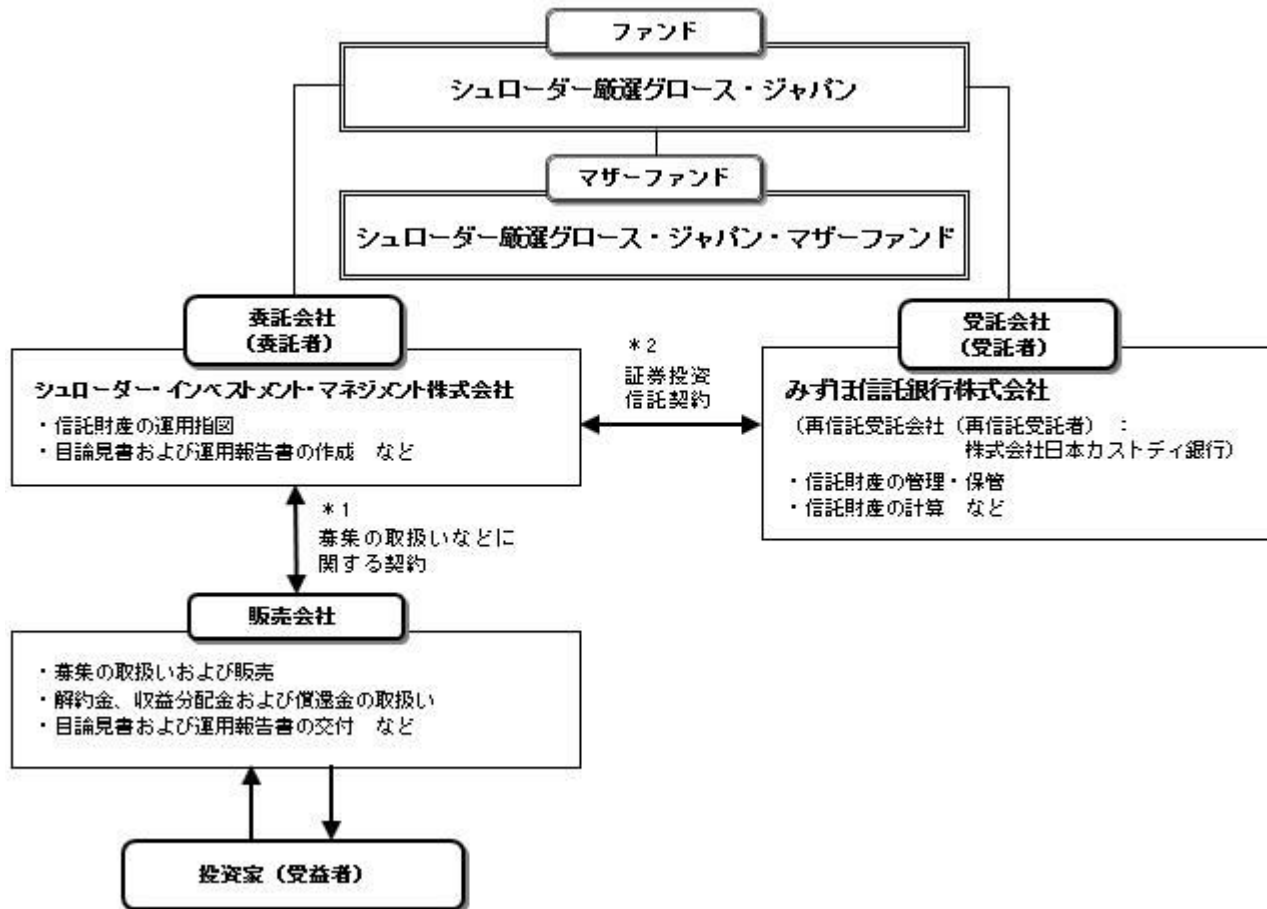 ファンド
シュローダー厳選グロース・ジャパン
マザーファンド
シュローダー厳選グロース・ジャパン・マザーファンド
委託会社
(委託者)
シュローダー・インベストメント・マネジメント株式会社
・信託財産の運用指図
・目論見書および運用報告書の作成　など
＊2
証券投資
信託契約
受託会社
(受託者)
みずほ信託銀行株式会社
（再信託受託会社（再信託受託者）：
株式会社日本カストディ銀行）
・信託財産の管理・保管
・信託財産の計算　など
＊1
募集の取扱いなどに
関する契約
販売会社
・募集の取扱いおよび販売
・解約金、収益分配金および償還金の取扱い
・目論見書および運用報告書の交付　など
投資家（受益者）